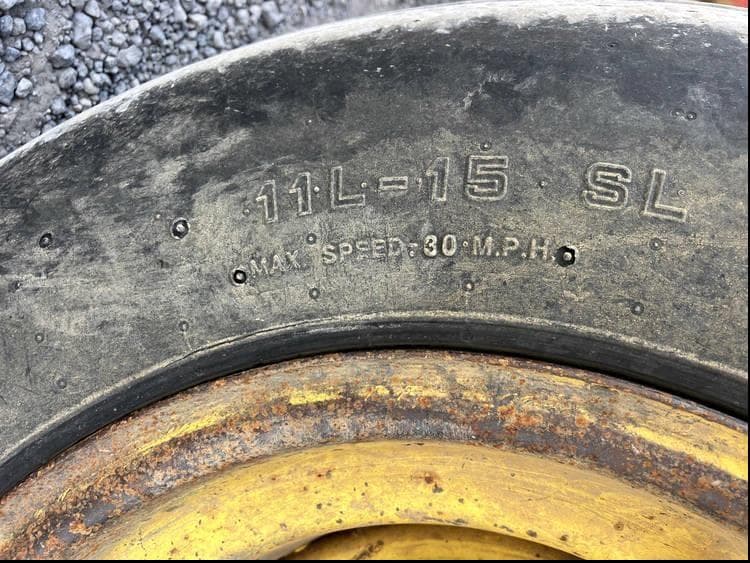 11L-15 SL
MAX. SPEED: 30 M.P.H.